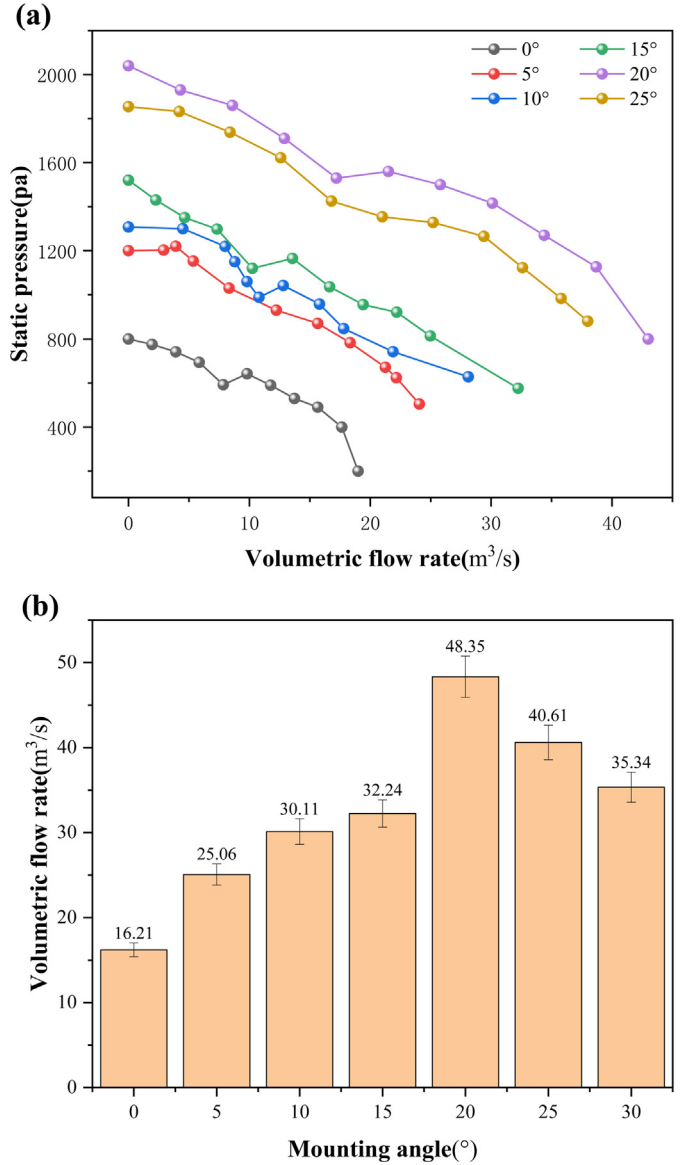 (a)
0° 15°
5° 20°
10° 25°
2000
1600
1200
800
400
Static pressure(pa)
0 10 20 30 40
Volumetric flow rate(m³/s)
(b)
50
40
30
20
10
0
Volumetric flow rate(m³/s)
16.21
25.06
30.11
32.24
48.35
40.61
35.34
0 5 10 15 20 25 30
Mounting angle(°)